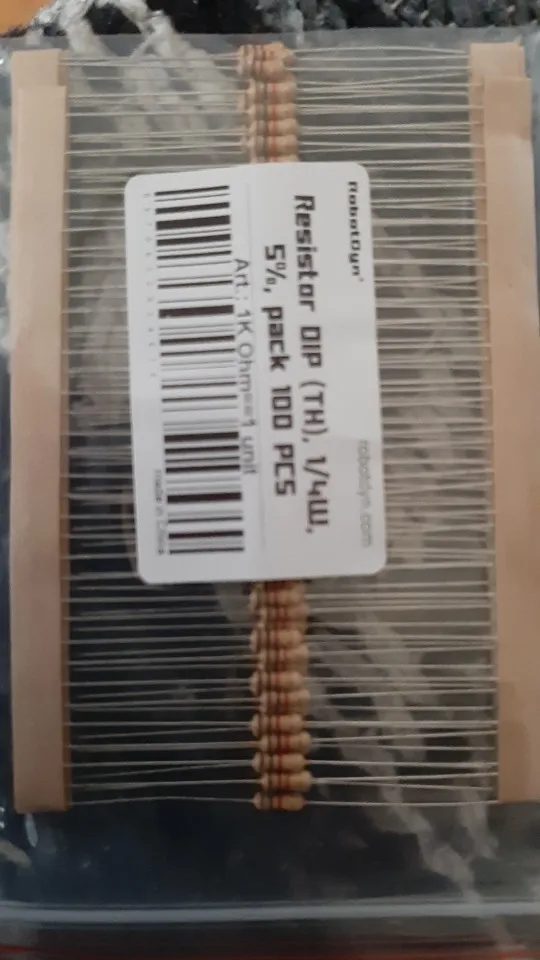 RobotDyn
robotdyn.com
Resistor DIP (TH), 1/4W,
5%, pack 100 PCS
Art.: 1K Ohm==1 unit
Made in China